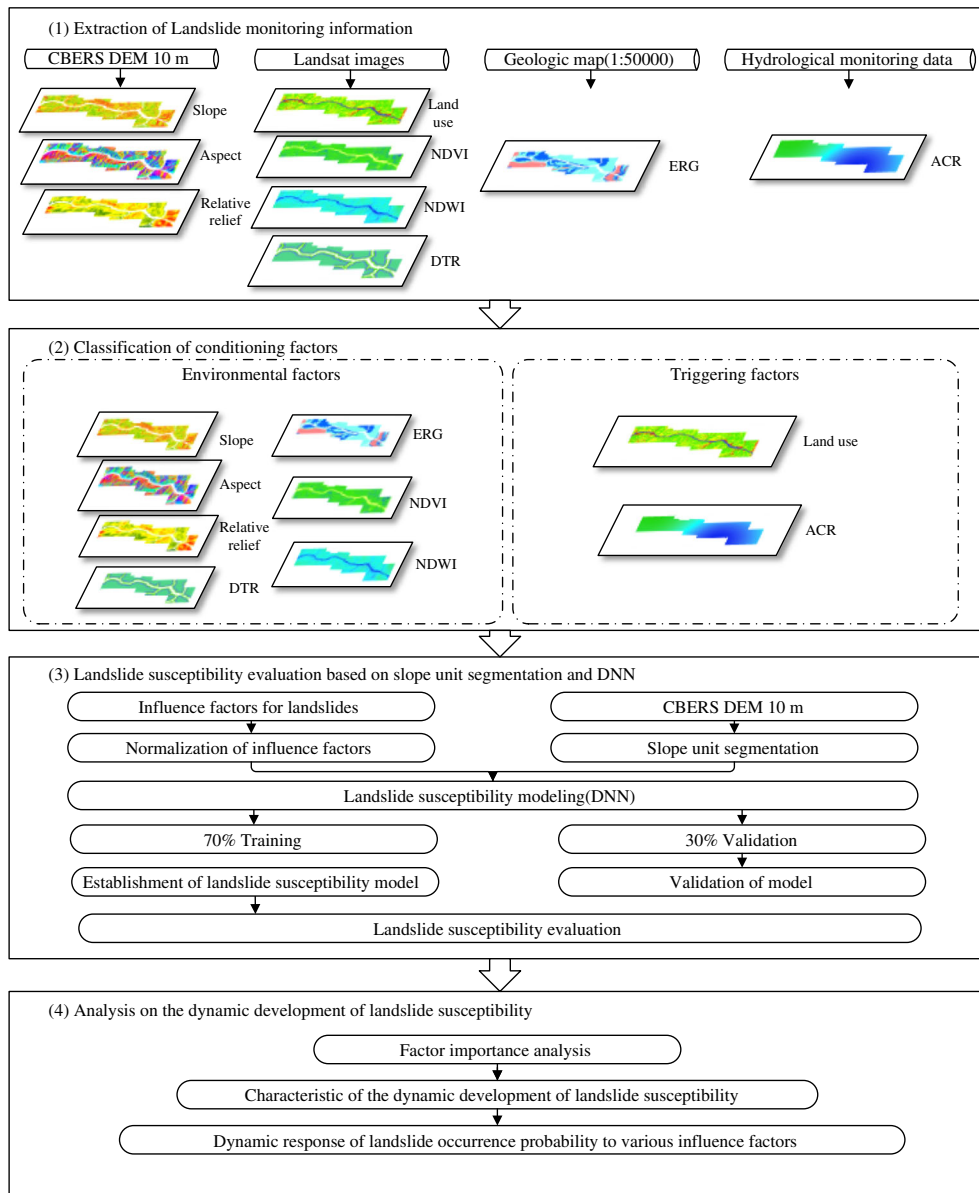 (1) Extraction of Landslide monitoring information
CBERS DEM 10 m
Landsat images
Geologic map(1:50000)
Hydrological monitoring data
Slope
Aspect
Relative
relief
Land
use
NDVI
NDWI
DTR
ERG
ACR
(2) Classification of conditioning factors
Environmental factors
Slope
Aspect
Relative
relief
DTR
ERG
NDVI
NDWI
Triggering factors
Land use
ACR
(3) Landslide susceptibility evaluation based on slope unit segmentation and DNN
Influence factors for landslides
CBERS DEM 10 m
Normalization of influence factors
Slope unit segmentation
Landslide susceptibility modeling(DNN)
70% Training
30% Validation
Establishment of landslide susceptibility model
Validation of model
Landslide susceptibility evaluation
(4) Analysis on the dynamic development of landslide susceptibility
Factor importance analysis
Characteristic of the dynamic development of landslide susceptibility
Dynamic response of landslide occurrence probability to various influence factors